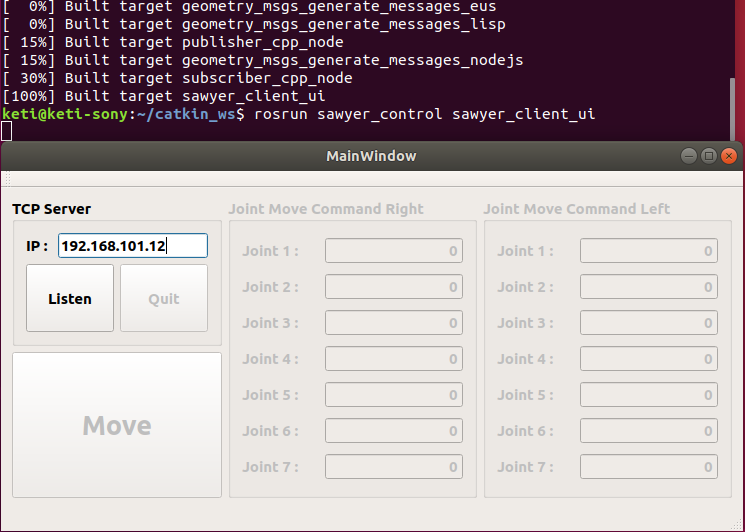 [   0%] Built target geometry_msgs_generate_messages_eus
[   0%] Built target geometry_msgs_generate_messages_lisp
[  15%] Built target publisher_cpp_node
[  15%] Built target geometry_msgs_generate_messages_nodejs
[  30%] Built target subscriber_cpp_node
[100%] Built target sawyer_client_ui
keti@keti-sony:~/catkin_ws$ rosrun sawyer_control sawyer_client_ui
MainWindow
TCP Server
IP : 192.168.101.12
Listen Quit
Move
Joint Move Command Right
Joint 1 : 0
Joint 2 : 0
Joint 3 : 0
Joint 4 : 0
Joint 5 : 0
Joint 6 : 0
Joint 7 : 0
Joint Move Command Left
Joint 1 : 0
Joint 2 : 0
Joint 3 : 0
Joint 4 : 0
Joint 5 : 0
Joint 6 : 0
Joint 7 : 0